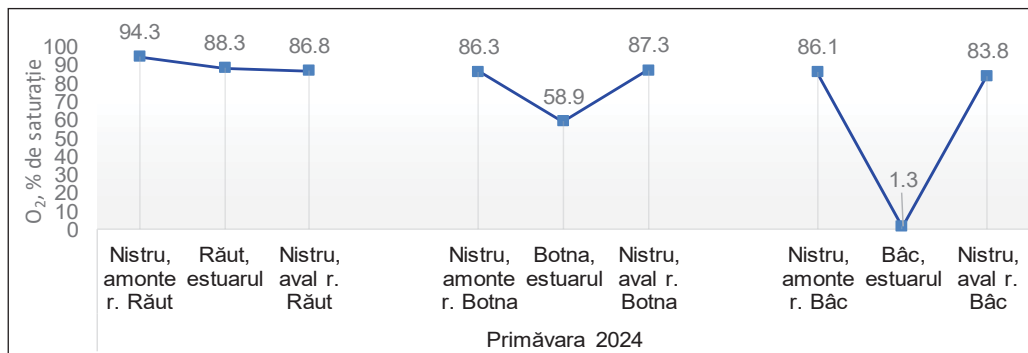 94.3
88.3
86.8
86.3
58.9
87.3
86.1
1.3
83.8
O₂, % de saturație
100
90
80
70
60
50
40
30
20
10
0
Nistru,
amonte
r. Răut
Răut,
estuarul
Nistru,
aval r.
Răut
Nistru,
amonte
r. Botna
Botna,
estuarul
Nistru,
aval r.
Botna
Nistru,
amonte
r. Bâc
Bâc,
estuarul
Nistru,
aval r.
Bâc
Primăvara 2024